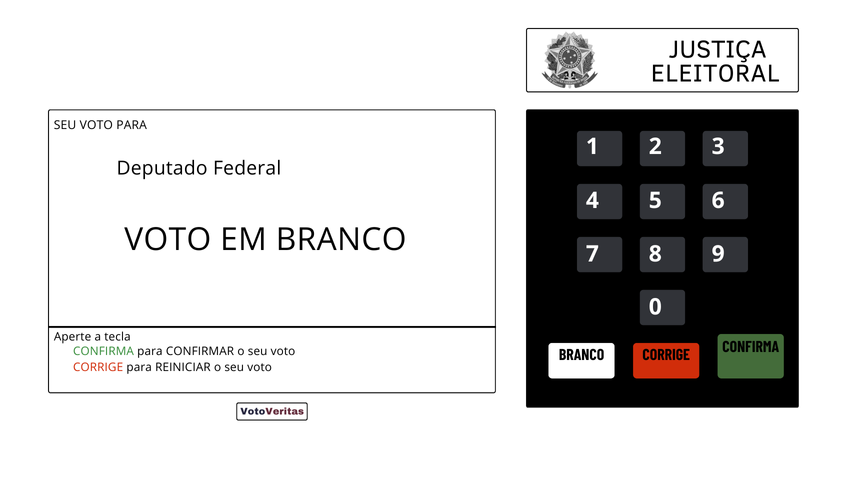 JUSTIÇA
ELEITORAL
SEU VOTO PARA
Deputado Federal
VOTO EM BRANCO
Aperte a tecla
CONFIRMA para CONFIRMAR o seu voto
CORRIGE para REINICIAR o seu voto
VotoVeritas
1 2 3
4 5 6
7 8 9
0
BRANCO CORRIGE CONFIRMA